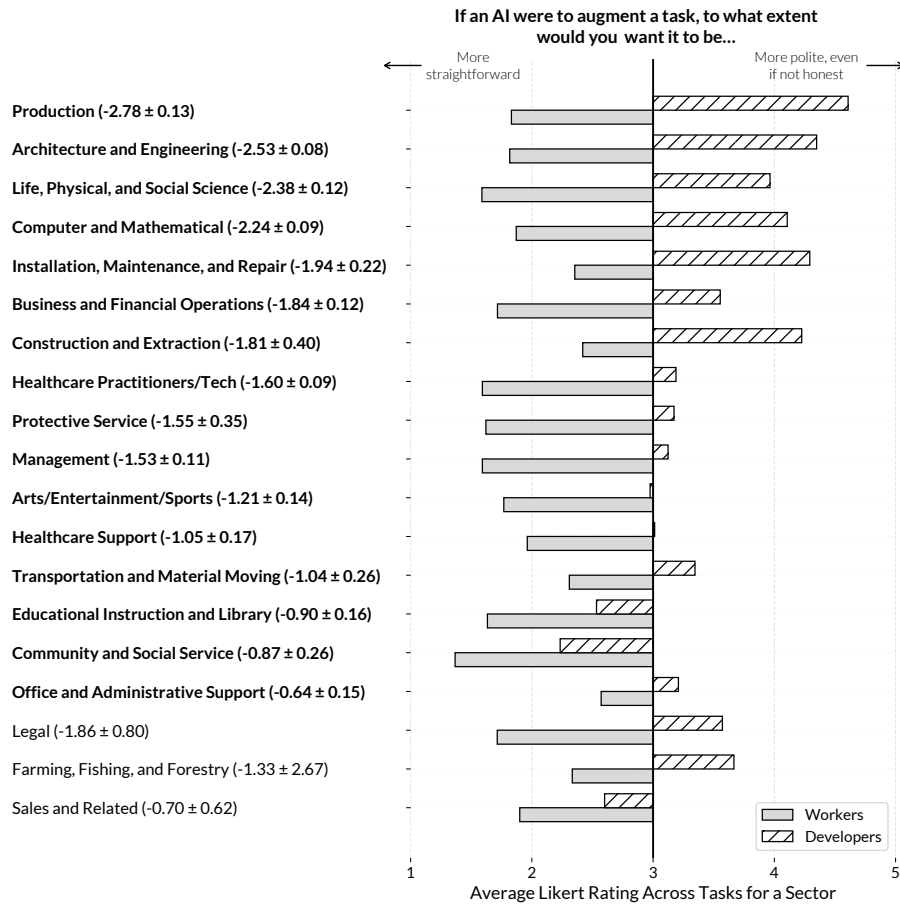 If an AI were to augment a task, to what extent
would you  want it to be...
More
straightforward
More polite, even
if not honest
Production (-2.78 ± 0.13)
Architecture and Engineering (-2.53 ± 0.08)
Life, Physical, and Social Science (-2.38 ± 0.12)
Computer and Mathematical (-2.24 ± 0.09)
Installation, Maintenance, and Repair (-1.94 ± 0.22)
Business and Financial Operations (-1.84 ± 0.12)
Construction and Extraction (-1.81 ± 0.40)
Healthcare Practitioners/Tech (-1.60 ± 0.09)
Protective Service (-1.55 ± 0.35)
Management (-1.53 ± 0.11)
Arts/Entertainment/Sports (-1.21 ± 0.14)
Healthcare Support (-1.05 ± 0.17)
Transportation and Material Moving (-1.04 ± 0.26)
Educational Instruction and Library (-0.90 ± 0.16)
Community and Social Service (-0.87 ± 0.26)
Office and Administrative Support (-0.64 ± 0.15)
Legal (-1.86 ± 0.80)
Farming, Fishing, and Forestry (-1.33 ± 2.67)
Sales and Related (-0.70 ± 0.62)
Workers
Developers
1 2 3 4 5
Average Likert Rating Across Tasks for a Sector